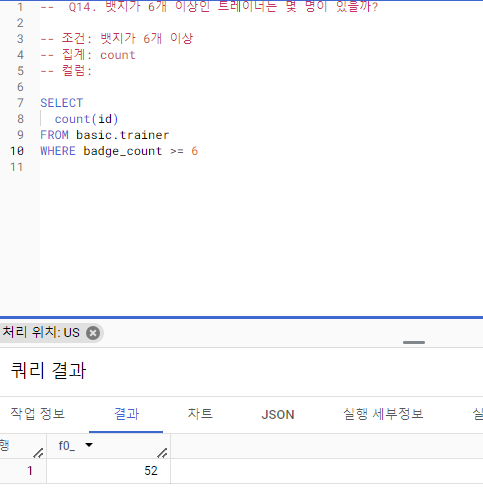 1 -- Q14. 뱃지가 6개 이상인 트레이너는 몇 명이 있을까?
2
3 -- 조건: 뱃지가 6개 이상
4 -- 집계: count
5 -- 컬럼:
6
7 SELECT
8 count(id)
9 FROM basic.trainer
10 WHERE badge_count >= 6
11
처리 위치: US
쿼리 결과
작업 정보 결과 차트 JSON 실행 세부정보 실
행 f0_
1 52